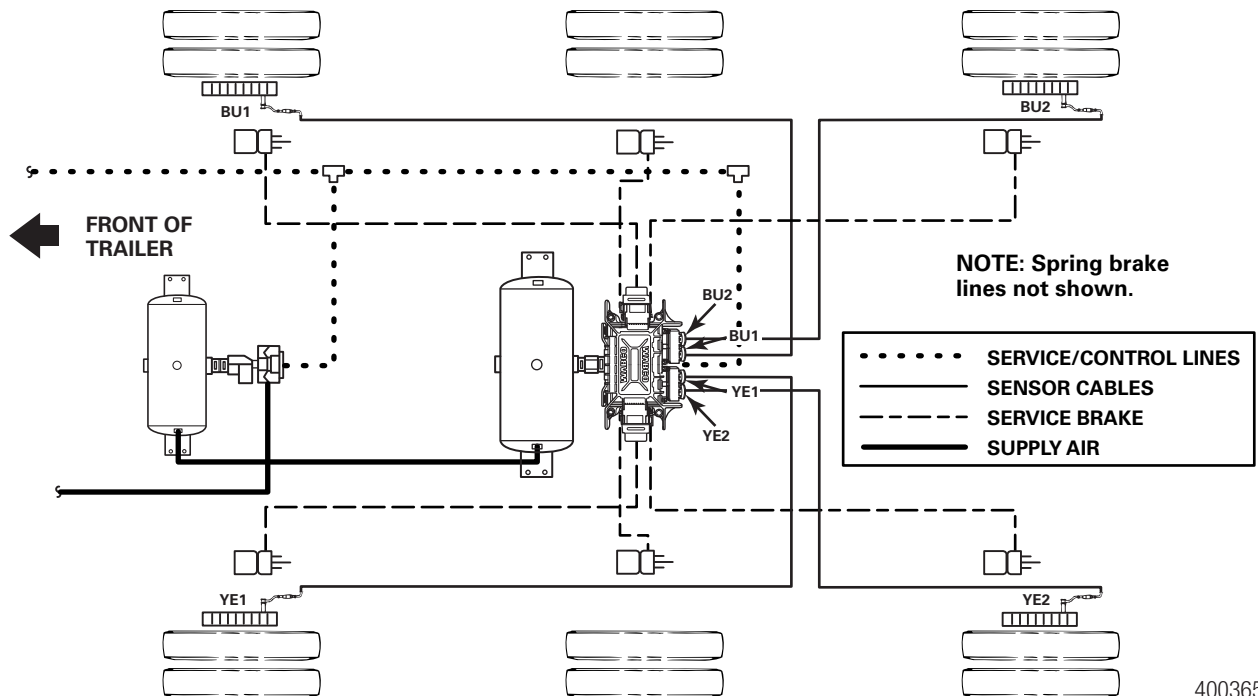 BU1
BU2
FRONT OF
TRAILER
NOTE: Spring brake
lines not shown.
BU2
BU1
YE1
YE2
SERVICE/CONTROL LINES
SENSOR CABLES
SERVICE BRAKE
SUPPLY AIR
YE1
YE2
400365